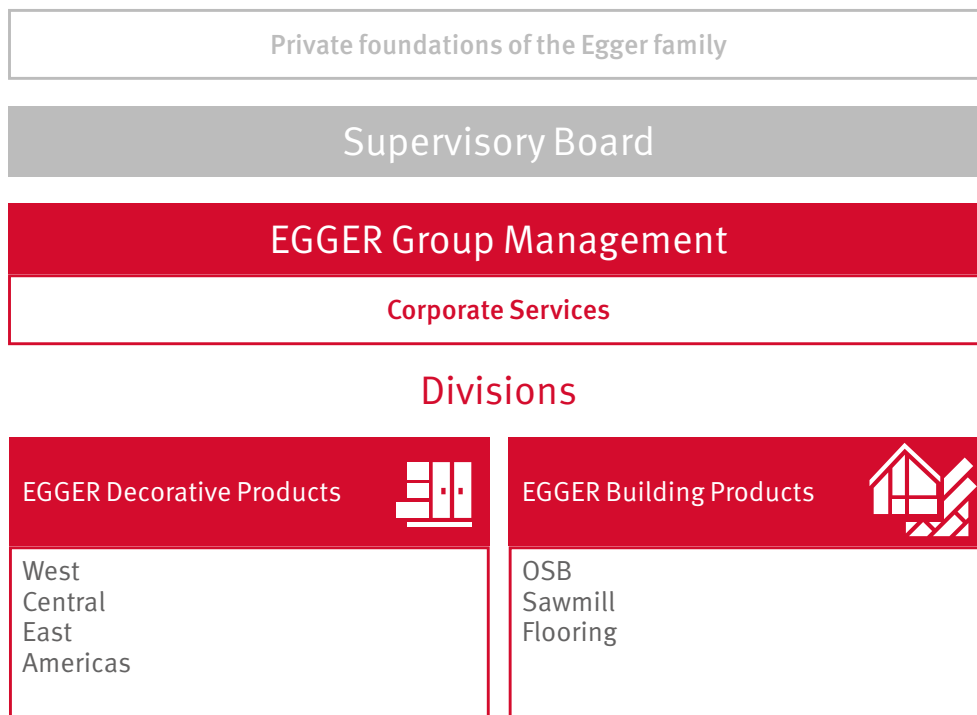 Private foundations of the Egger family
Supervisory Board
EGGER Group Management
Corporate Services
Divisions
EGGER Decorative Products
West
Central
East
Americas
EGGER Building Products
OSB
Sawmill
Flooring